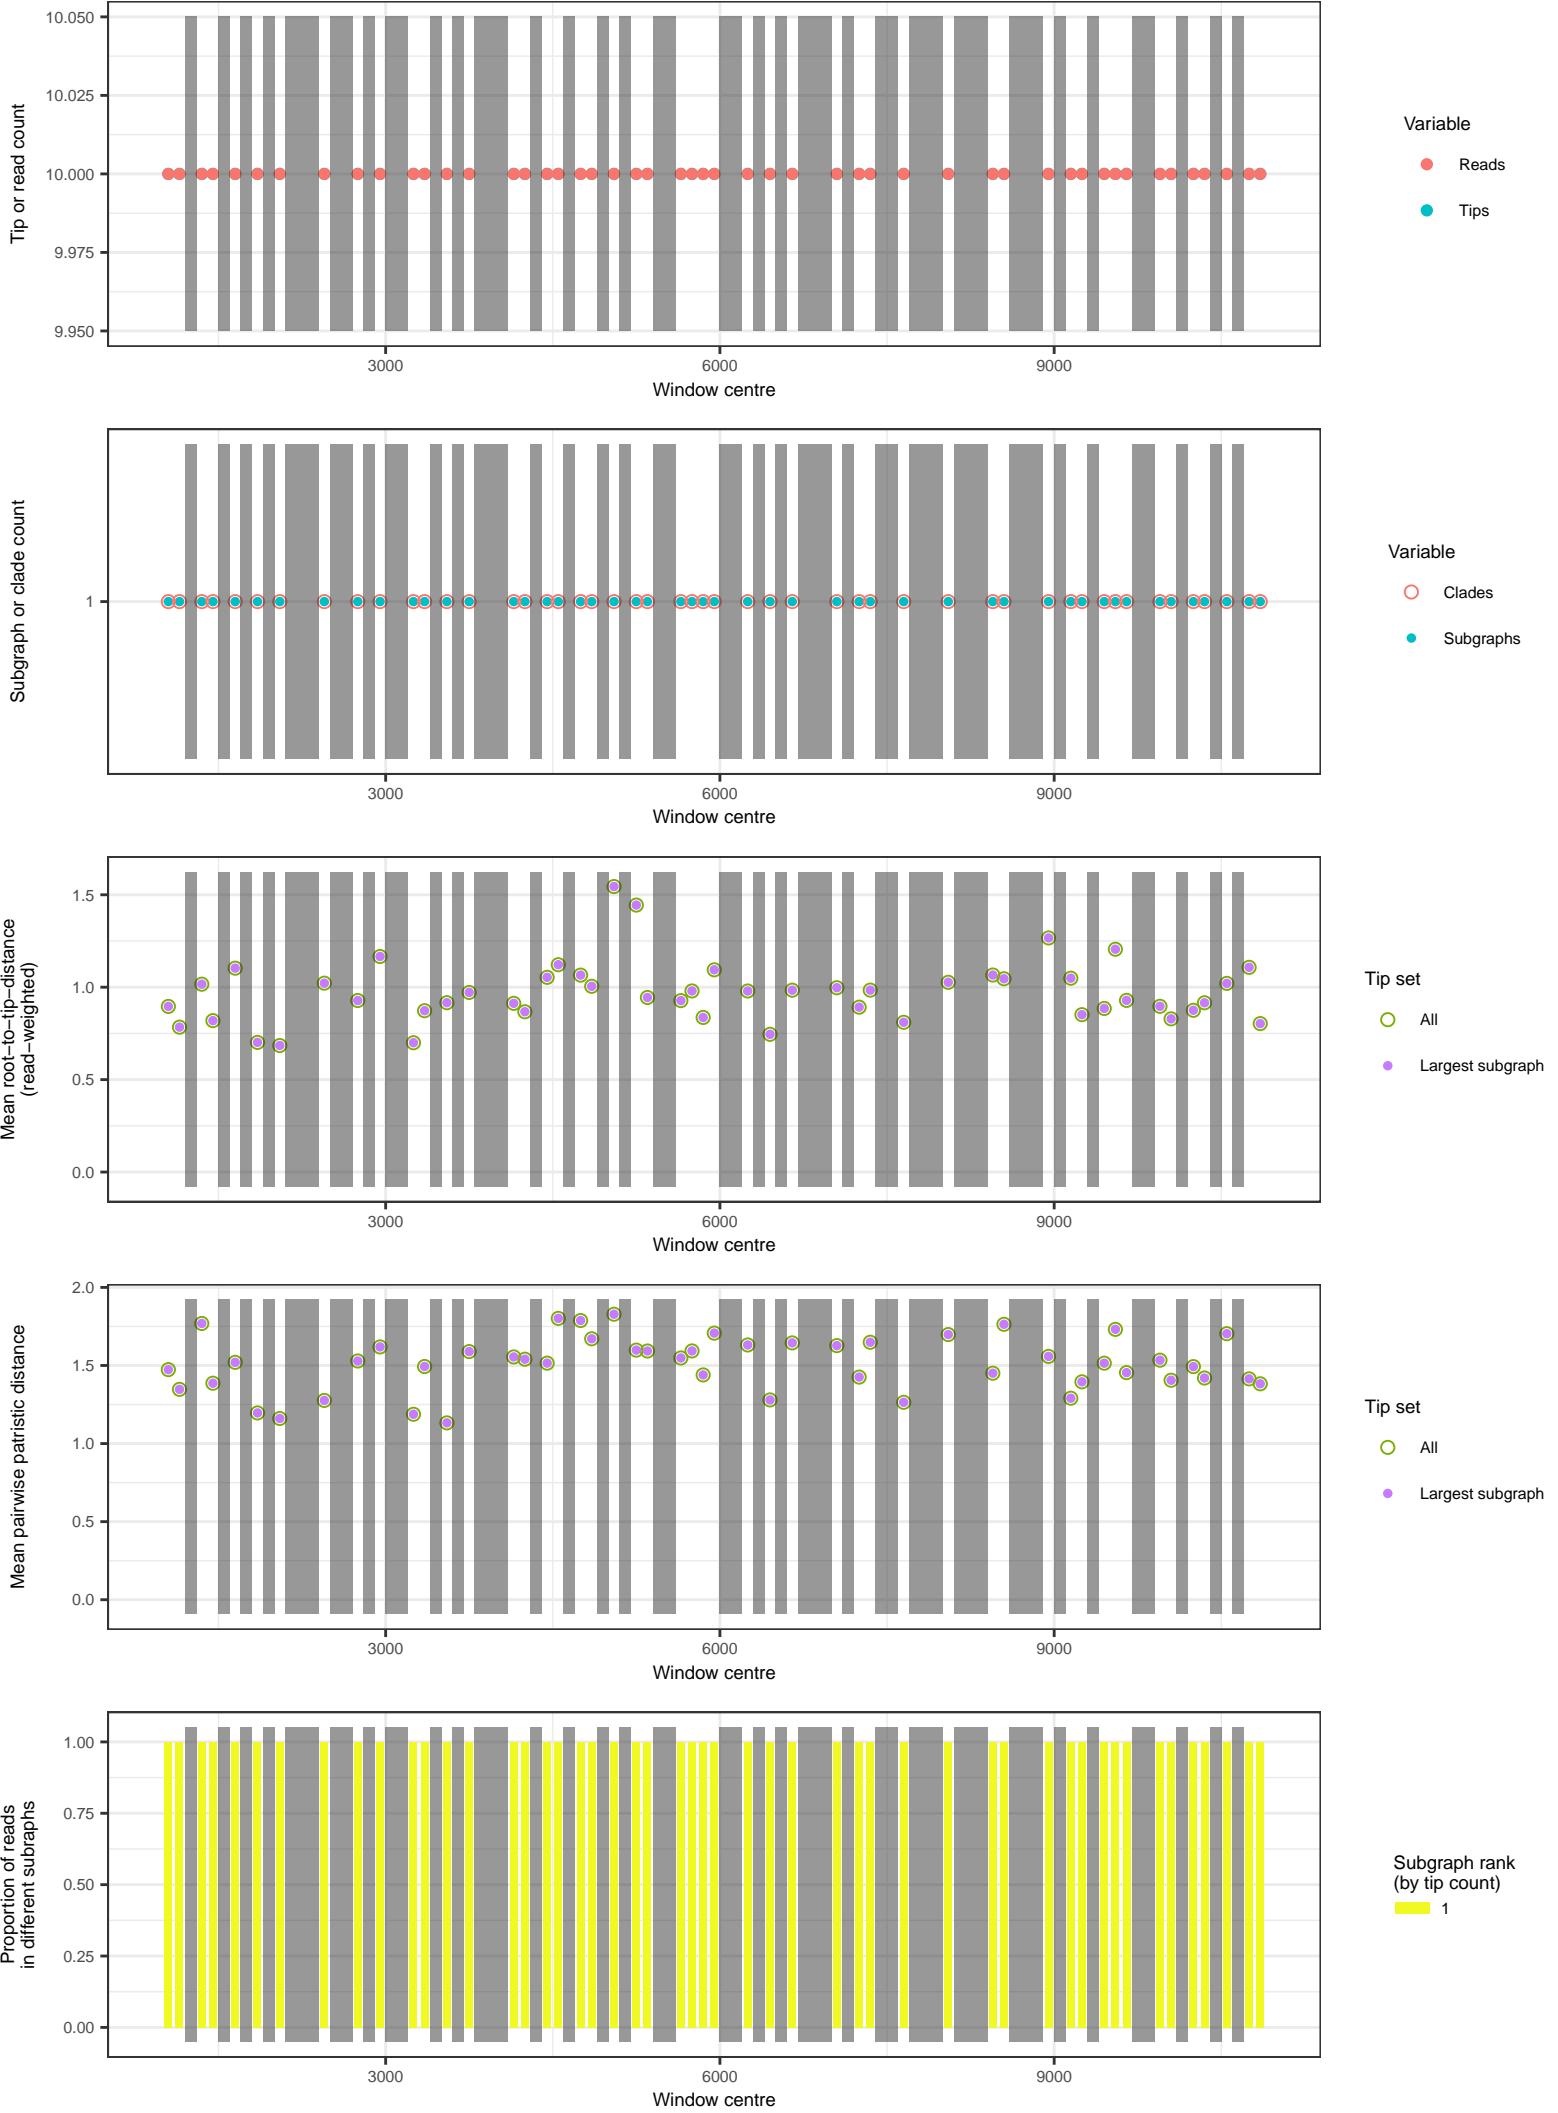 10.050
10.025
10.000
9.975
9.950
Tip or read count
3000
6000
9000
Window centre
Variable
Reads
Tips
1
Subgraph or clade count
3000
6000
9000
Window centre
Variable
Clades
Subgraphs
1.5
1.0
0.5
0.0
Mean root−to−tip−distance
(read−weighted)
3000
6000
9000
Window centre
Tip set
All
Largest subgraph
2.0
1.5
1.0
0.5
0.0
Mean pairwise patristic distance
3000
6000
9000
Window centre
Tip set
All
Largest subgraph
1.00
0.75
0.50
0.25
0.00
Proportion of reads
in different subraphs
3000
6000
9000
Window centre
Subgraph rank
(by tip count)
1